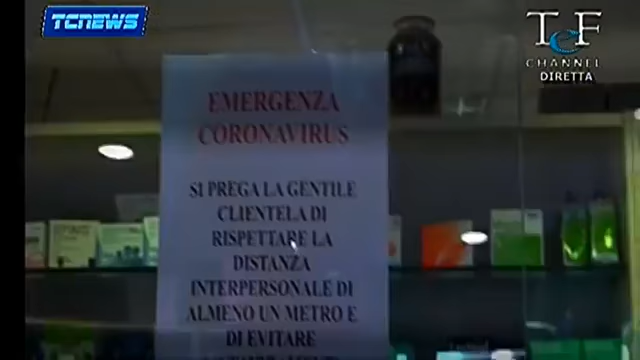 TCNEWS
TeF
CHANNEL
DIRETTA
EMERGENZA
CORONAVIRUS
SI PREGA LA GENTILE
CLIENTELA DI
RISPETTARE LA
DISTANZA
INTERPERSONALE DI
ALMENO UN METRO E
DI EVITARE